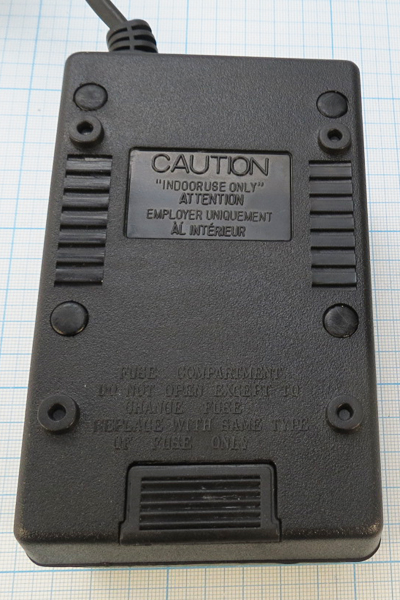 CAUTION
"INDOORUSE ONLY"
ATTENTION
EMPLOYER UNIQUEMENT
ÀL INTÉRIEUR
FUSE COMPARTMENT
DO NOT OPEN EXCEPT TO
CHANGE FUSE
REPLACE WITH SAME TYPE
OF FUSE ONLY